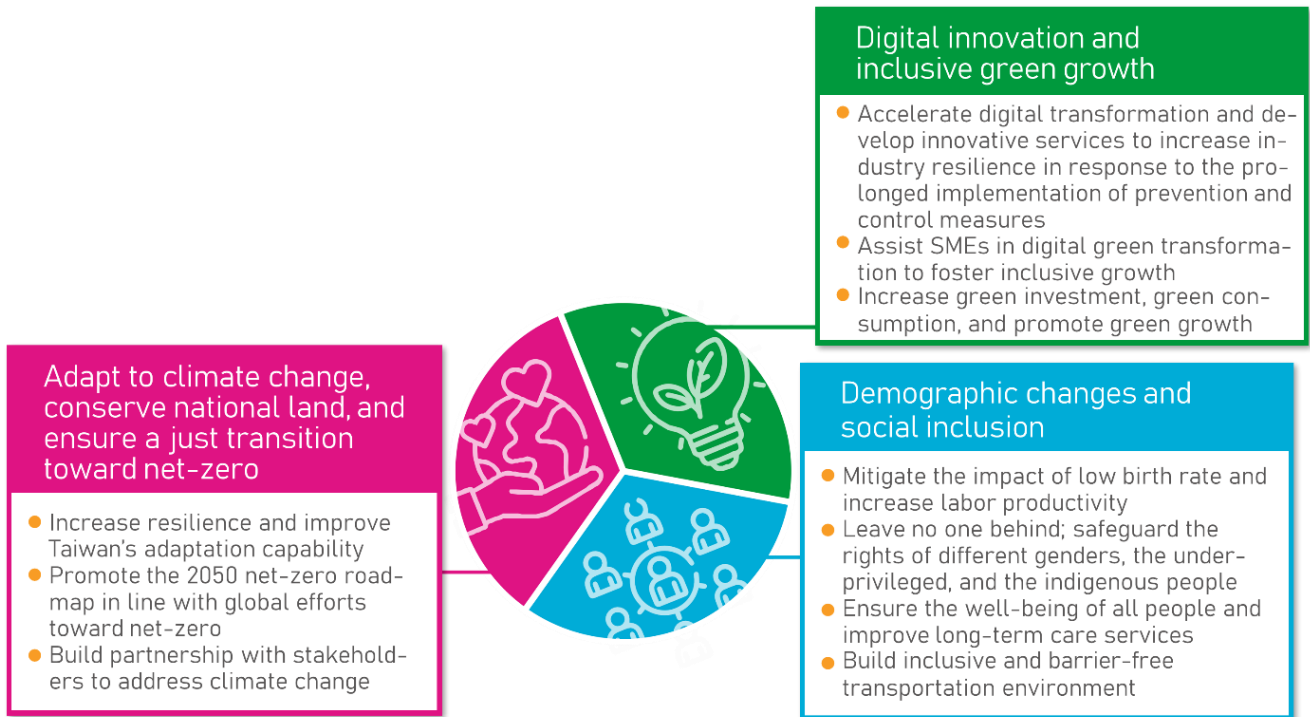 Digital innovation and
inclusive green growth
Accelerate digital transformation and de-
velop innovative services to increase in-
dustry resilience in response to the pro-
longed implementation of prevention and
control measures
Assist SMEs in digital green transforma-
tion to foster inclusive growth
Increase green investment, green con-
sumption, and promote green growth
Adapt to climate change,
conserve national land, and
ensure a just transition
toward net-zero
Increase resilience and improve
Taiwan's adaptation capability
Promote the 2050 net-zero road-
map in line with global efforts
toward net-zero
Build partnership with stakehold-
ers to address climate change
Demographic changes and
social inclusion
Mitigate the impact of low birth rate and
increase labor productivity
Leave no one behind; safeguard the
rights of different genders, the under-
privileged, and the indigenous people
Ensure the well-being of all people and
improve long-term care services
Build inclusive and barrier-free
transportation environment